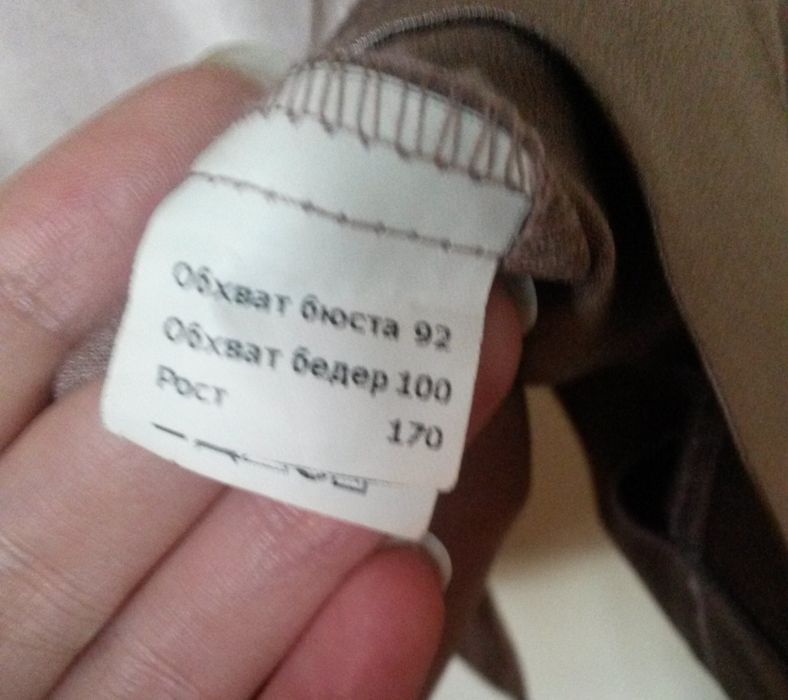 Обхват бюста 92
Обхват бедер 100
Рост 170